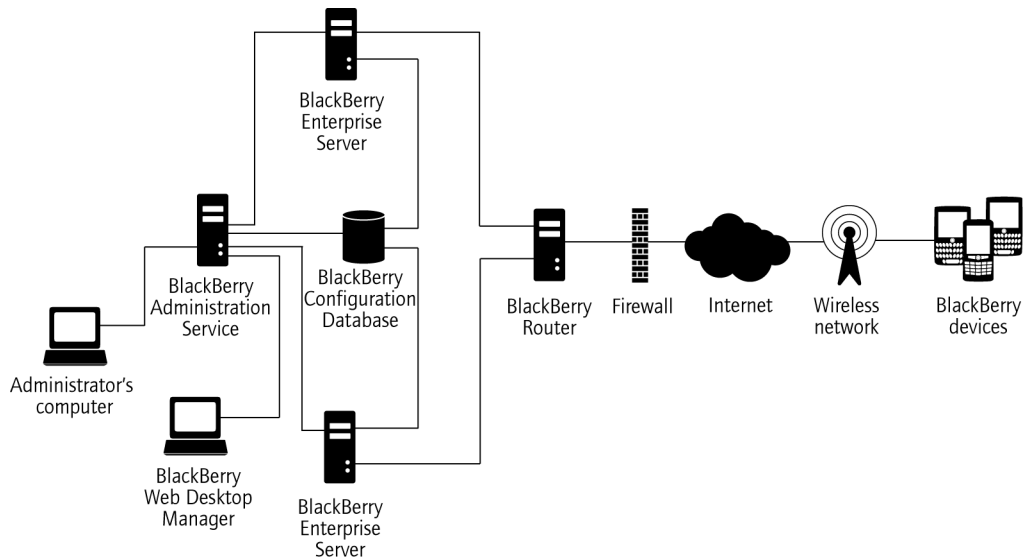 BlackBerry
Enterprise
Server
BlackBerry
Administration
Service
BlackBerry
Configuration
Database
BlackBerry
Router
Firewall
Internet
Wireless
network
BlackBerry
devices
Administrator's
computer
BlackBerry
Web Desktop
Manager
BlackBerry
Enterprise
Server